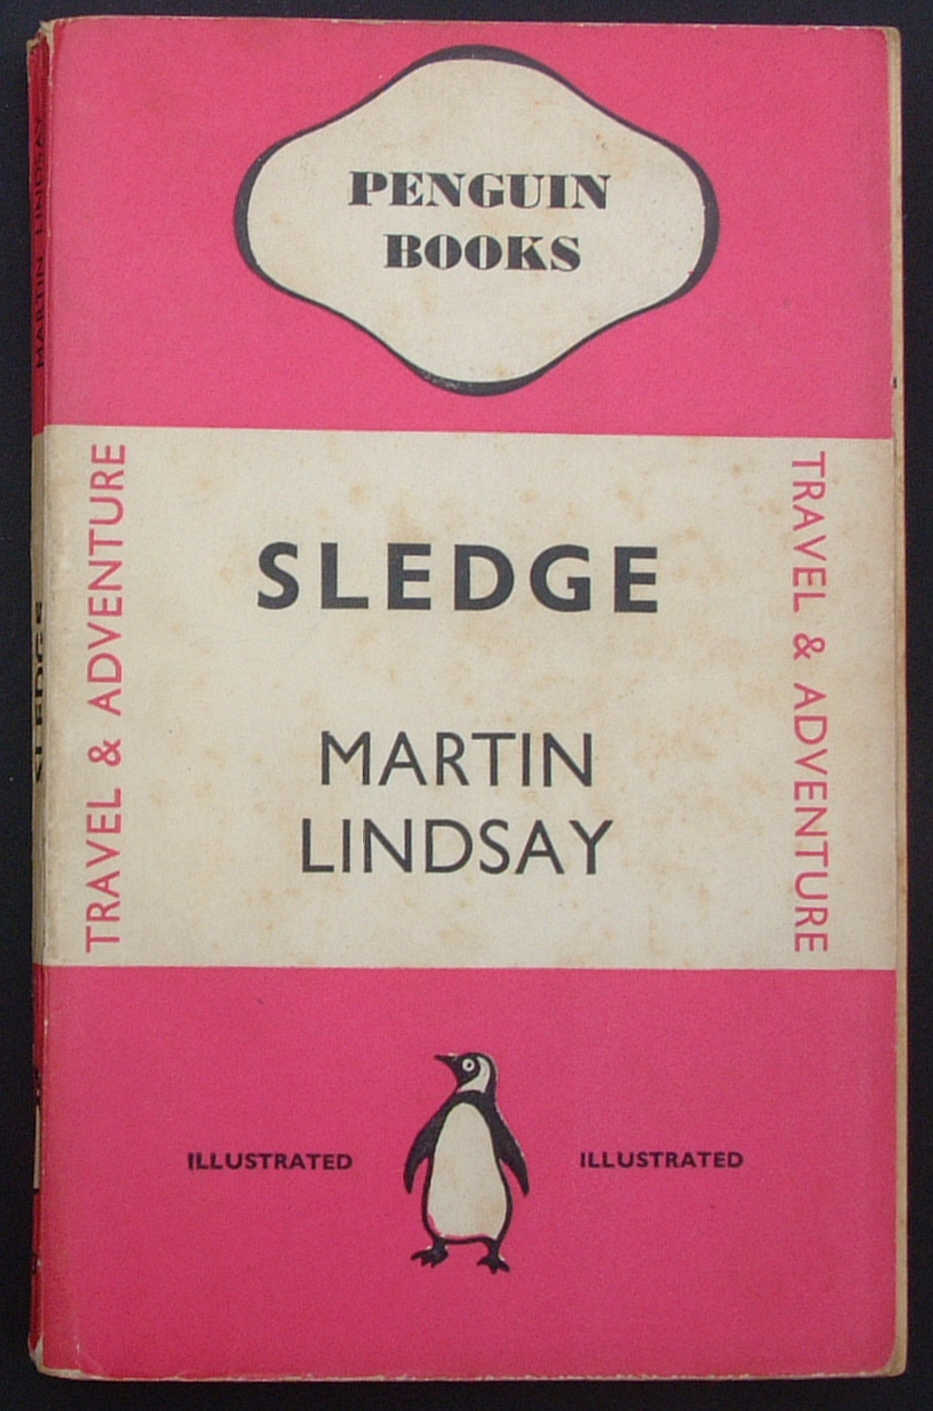 PENGUIN
BOOKS
TRAVEL & ADVENTURE
SLEDGE
MARTIN
LINDSAY
TRAVEL & ADVENTURE
ILLUSTRATED
ILLUSTRATED
MARTIN LINDSAY
SLEDGE